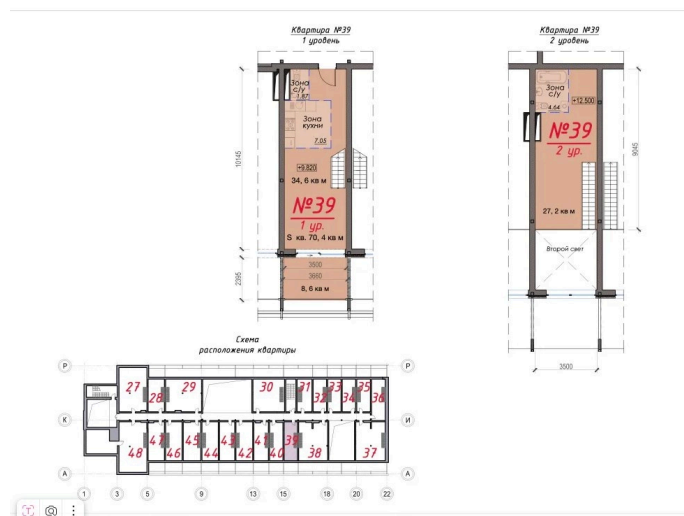 Квартира №39
1 уровень
Квартира №39
2 уровень
Зона
с/у
1.87
Зона
кухни
7.05
+9.820
34, 6 кв м
№39
1 ур.
S кв. 70, 4 кв м
10145
2395
3500
3660
8, 6 кв м
Зона
с/у
4.64
+12.500
№39
2 ур.
27, 2 кв м
9045
Второй свет
3500
Схема
расположения квартиры
Р Р
27 28 29 30 31 32 33 34 35 36
К И
48 47 46 45 44 43 42 41 40 39 38 37
А А
1 3 5 9 13 15 18 20 22